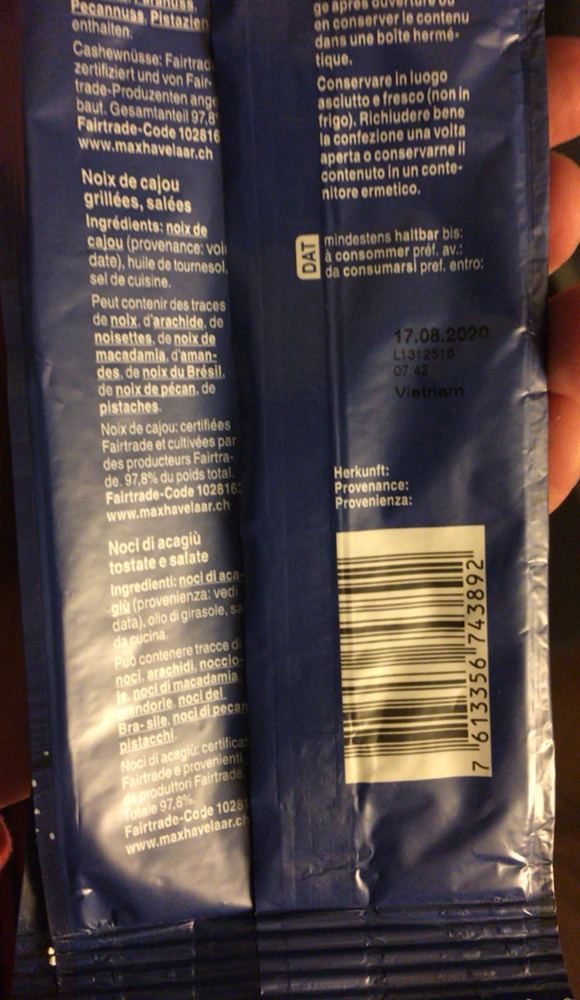 Pecannuss, Pistazien
enthalten.
Cashewnüsse:
zertifiziert und von Fair-
trade-Produzenten
baut. Gesamtanteil 97,8
Fairtrade-Code 102816
www.maxhavelaar.ch
Noix de cajou
grillées, salées
Ingrédients: noix de
cajou (provenance:
date), huile de tournesol,
sel de cuisine.
Peut contenir des traces
de noix, d'arachide, de
noisettes, de noix de
macadamia, d'aman-
des, de noix du Brésil,
de noix de pécan, de
pistaches.
Noix de cajou: certifiées
Fairtrade et cultivées par
des producteurs Fairtra-
de. 97,8% du poids total.
Fairtrade-Code 102816
www.maxhavelaar.ch
Noci di acagiù
tostate e salate
Ingredienti: noci di aca-
giù (provenienza: vedi
data), olio di girasole,
da cucina.
Può contenere tracce di
noci, arachidi, noccio-
le, noci di macadamia,
mandorle, noci del
Bra- sile, noci di pecan
pistacchi.
Noci di acagiù:
Fairtrade e provenienti
da produttori Fairtrade
Totale 97,8%.
Fairtrade-Code 1028
www.maxhavelaar.ch
ge après ouverture ou
en conserver le contenu
dans une boîte hermé-
tique.
Conservare in luogo
asciutto e fresco (non in
frigo). Richiudere bene
la confezione una volta
aperta o conservarne il
contenuto in un conte-
nitore ermetico.
DAT
mindestens haltbar bis:
à consommer préf. av.:
da consumarsi pref. entro:
17.08.2020
L1312516
07 42
Vietnam
Herkunft:
Provenance:
Provenienza:
7 613356 743892